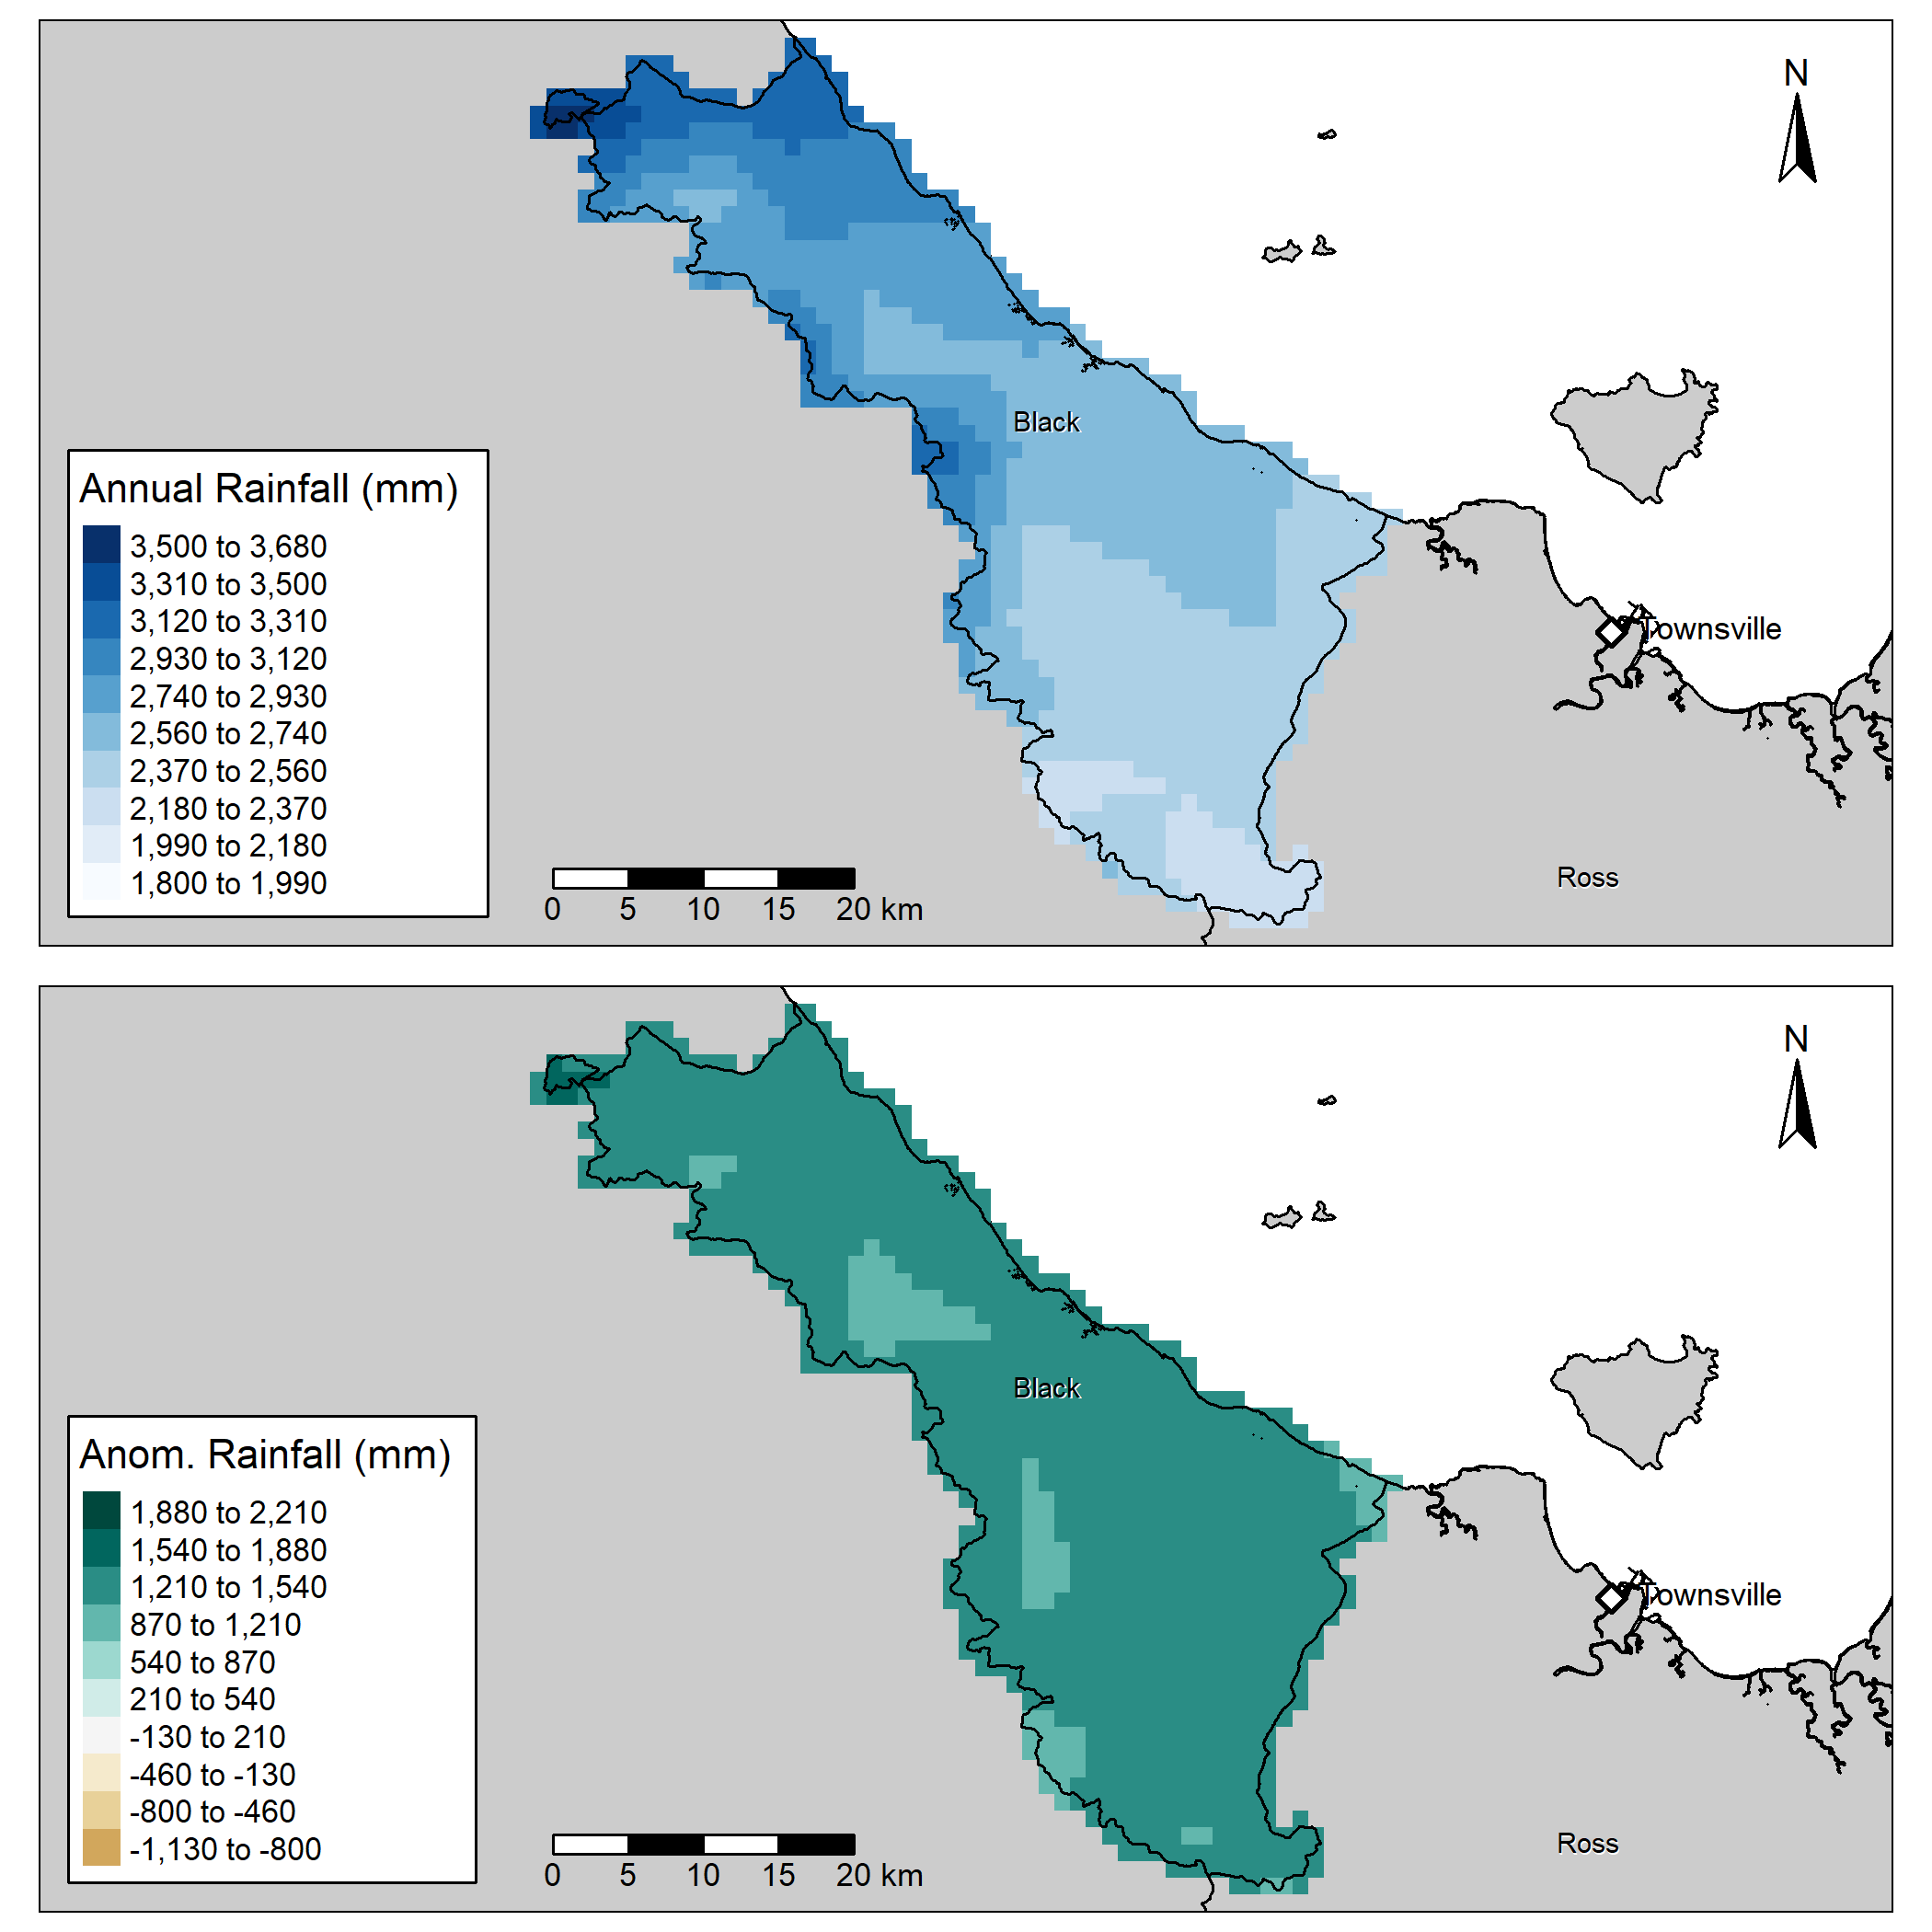 N
Black
Annual Rainfall (mm)
3,500 to 3,680
3,310 to 3,500
3,120 to 3,310
2,930 to 3,120
2,740 to 2,930
2,560 to 2,740
2,370 to 2,560
2,180 to 2,370
1,990 to 2,180
1,800 to 1,990
Townsville
Ross
0 5 10 15 20 km
N
Black
Anom. Rainfall (mm)
1,880 to 2,210
1,540 to 1,880
1,210 to 1,540
870 to 1,210
540 to 870
210 to 540
-130 to 210
-460 to -130
-800 to -460
-1,130 to -800
Townsville
Ross
0 5 10 15 20 km